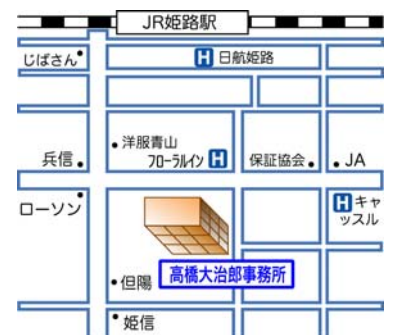 JR姫路駅
じばさん
H 日航姫路
洋服青山
フローラルイン H
兵信
保証協会
JA
ローソン
H キャ
ッスル
高橋大治郎事務所
但陽
姫信